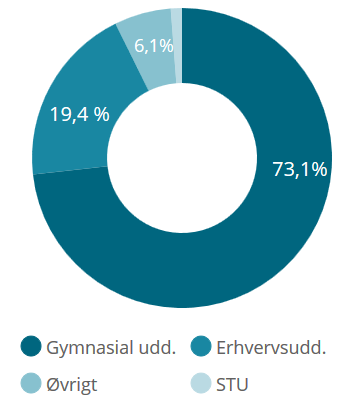 6,1%
19,4 %
73,1%
Gymnasial udd. Erhvervsudd.
Øvrigt STU